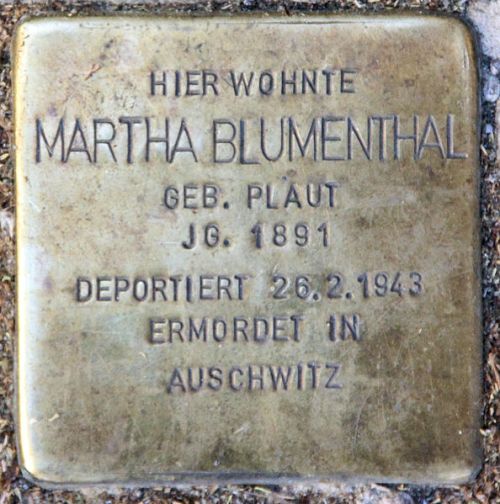 HIER WOHNTE
MARTHA BLUMENTHAL
GEB. PLAUT
JG. 1891
DEPORTIERT 26.2.1943
ERMORDET IN
AUSCHWITZ